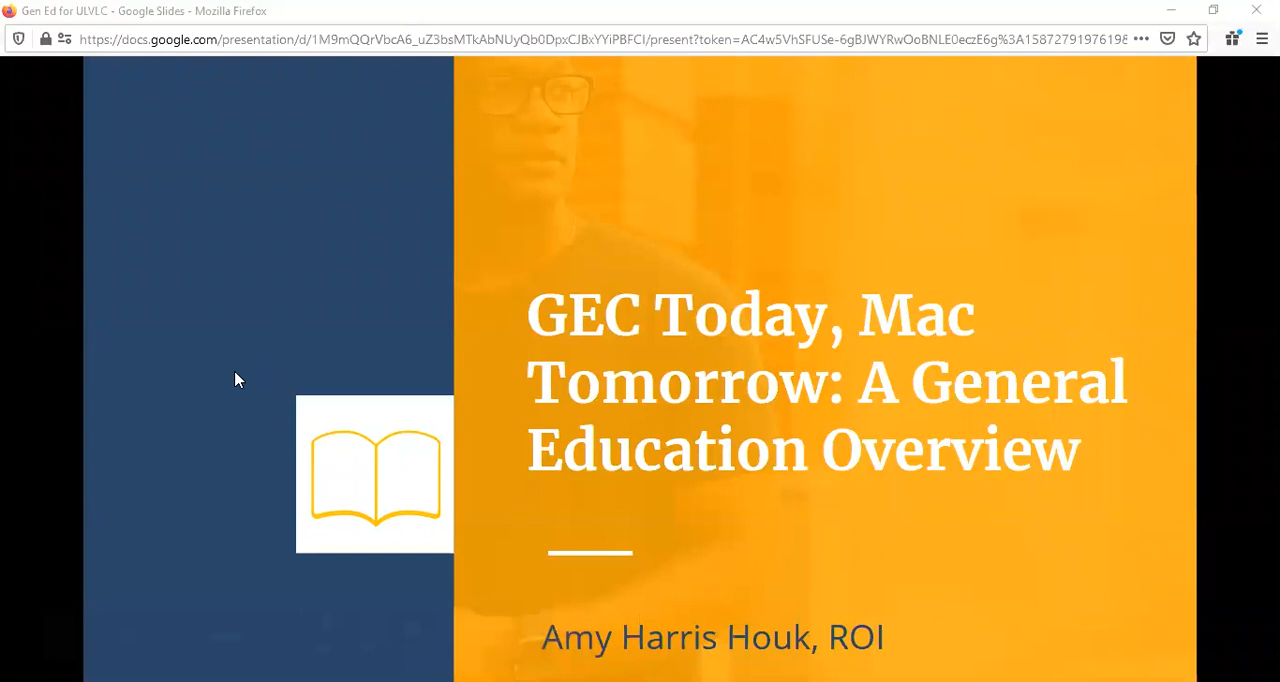 Gen Ed for ULVLC - Google Slides - Mozilla Firefox
https://docs.google.com/presentation/d/1M9mQQrVbcA6_uZ3bsMTkAbNUyQb0DpxCJBxYYiPBFCI/present?token=AC4w5VhSFUSe-6gBJWYRwOoBNLE0eczE6g%3A15872791976198
GEC Today, Mac
Tomorrow: A General
Education Overview
Amy Harris Houk, ROI